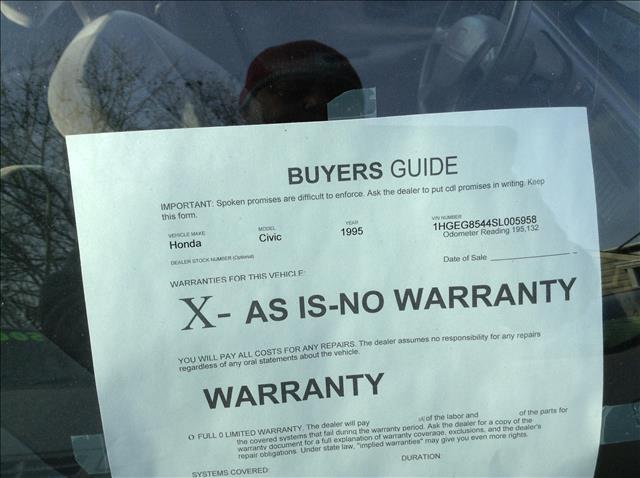 BUYERS GUIDE
IMPORTANT: Spoken promises are difficult to enforce. Ask the dealer to put cdl promises in writing. Keep
this form.
VEHICLE MAKE MODEL YEAR VIN NUMBER
Honda Civic 1995 1HGEG8544SL005958
Odometer Reading 195,132
DEALER STOCK NUMBER (Optional) Date of Sale
WARRANTIES FOR THIS VEHICLE:
X- AS IS-NO WARRANTY
YOU WILL PAY ALL COSTS FOR ANY REPAIRS. The dealer assumes no responsibility for any repairs
regardless of any oral statements about the vehicle.
WARRANTY
O FULL 0 LIMITED WARRANTY. The dealer will pay of the labor and of the parts for
the covered systems that fail during the warranty period. Ask the dealer for a copy of the
warranty document for a full explanation of warranty coverage, exclusions, and the dealer's
repair obligations. Under state law, "implied warranties" may give you even more rights.
SYSTEMS COVERED: DURATION: